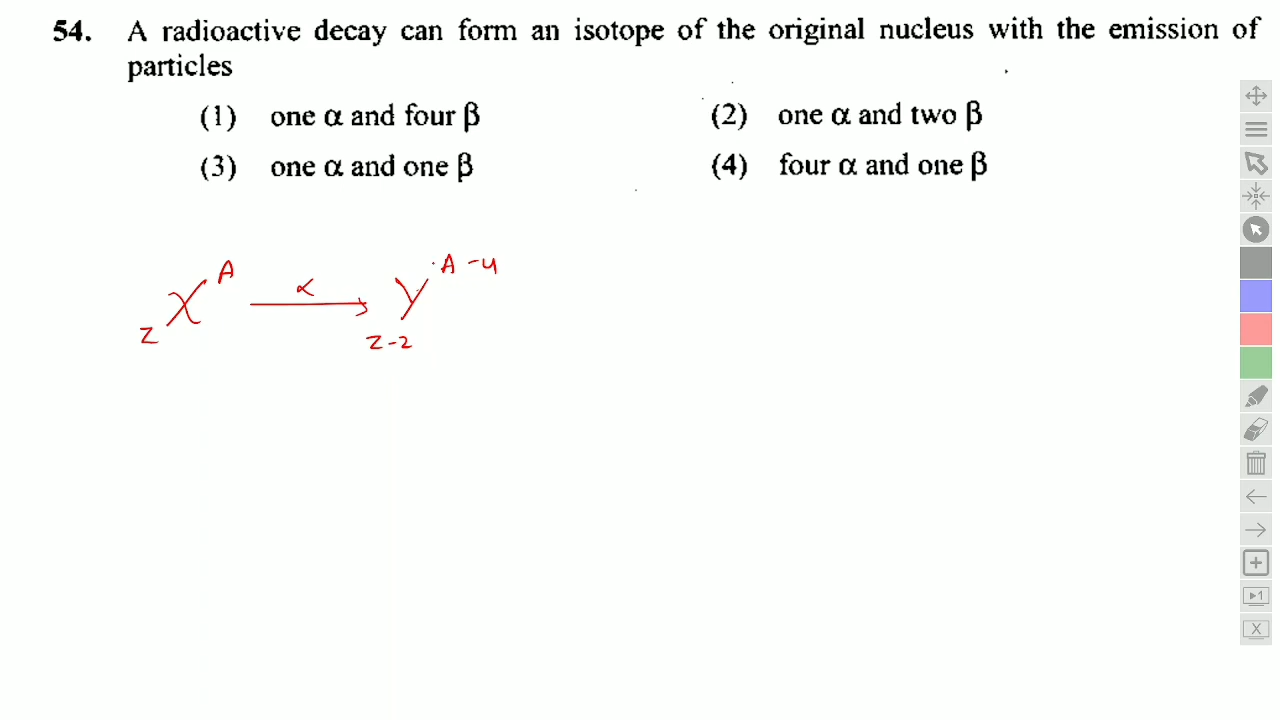 54. A radioactive decay can form an isotope of the original nucleus with the emission of
particles
(1) one α and four β
(2) one α and two β
(3) one α and one β
(4) four α and one β
Z X A α Z-2 Y A-4
1
X